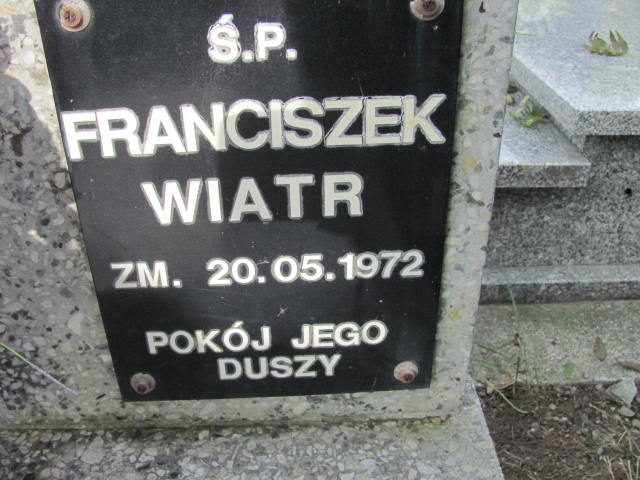 Ś.P.
FRANCISZEK
WIATR
ZM. 20.05.1972
POKÓJ JEGO
DUSZY